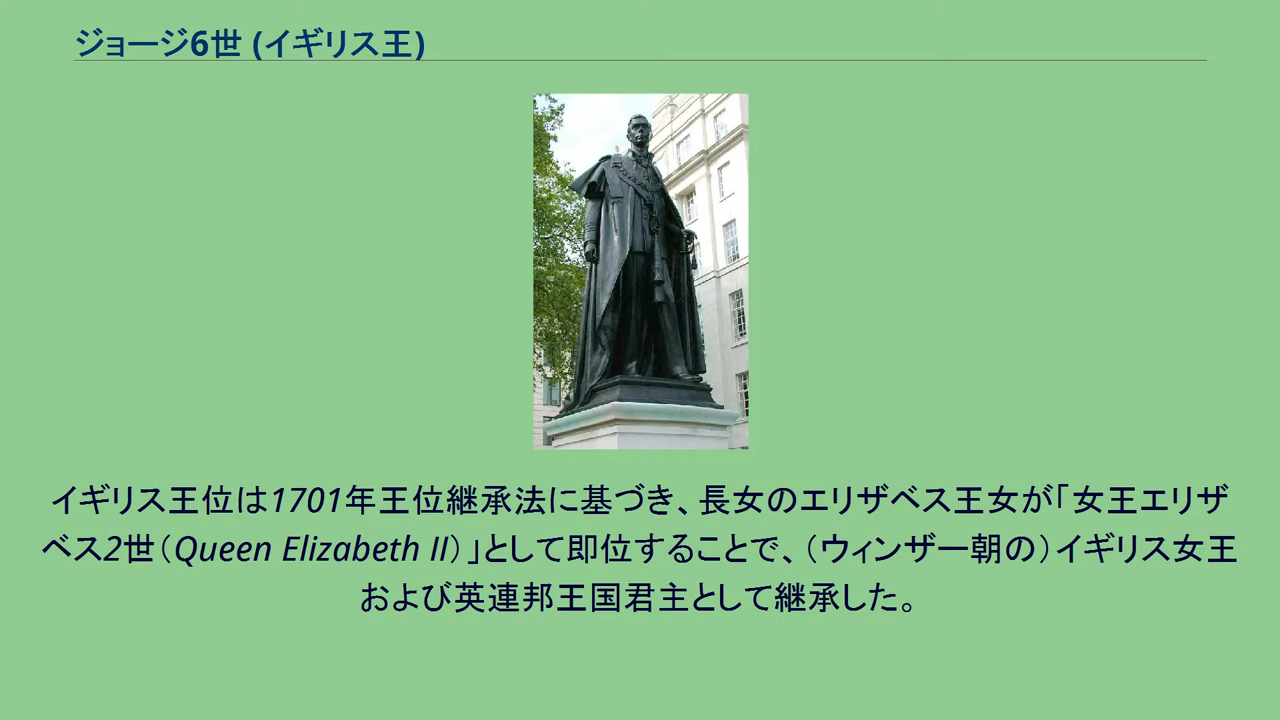 ジョージ6世 (イギリス王)
イギリス王位は1701年王位継承法に基づき、長女のエリザベス王女が「女王エリザ
ベス2世（Queen Elizabeth II）」として即位することで、（ウィンザー朝の）イギリス女王
および英連邦王国君主として継承した。